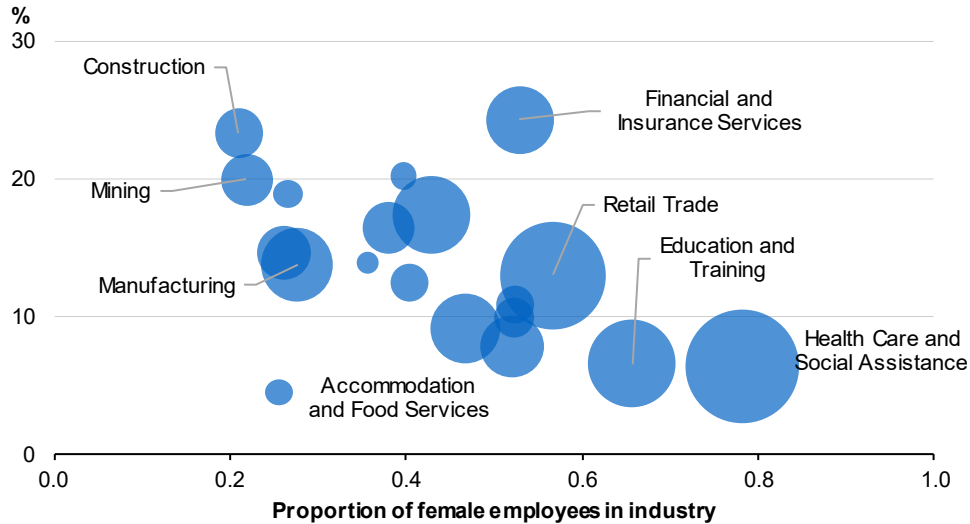 %
30
Construction
Financial and
Insurance Services
20
Mining
Retail Trade
Education and
Training
Manufacturing
10
Health Care and
Social Assistance
Accommodation
and Food Services
0
0.0 0.2 0.4 0.6 0.8 1.0
Proportion of female employees in industry